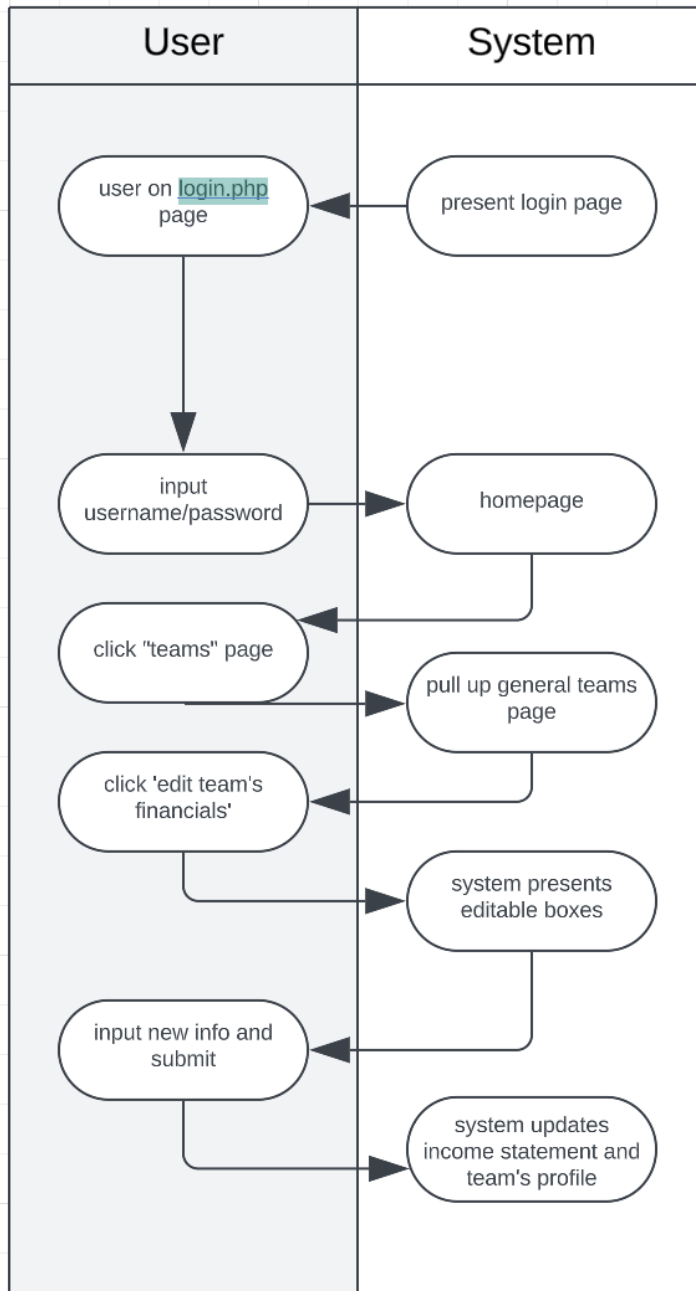 User
System
user on login.php
page
present login page
input
username/password
homepage
click "teams" page
pull up general teams
page
click 'edit team's
financials'
system presents
editable boxes
input new info and
submit
system updates
income statement and
team's profile